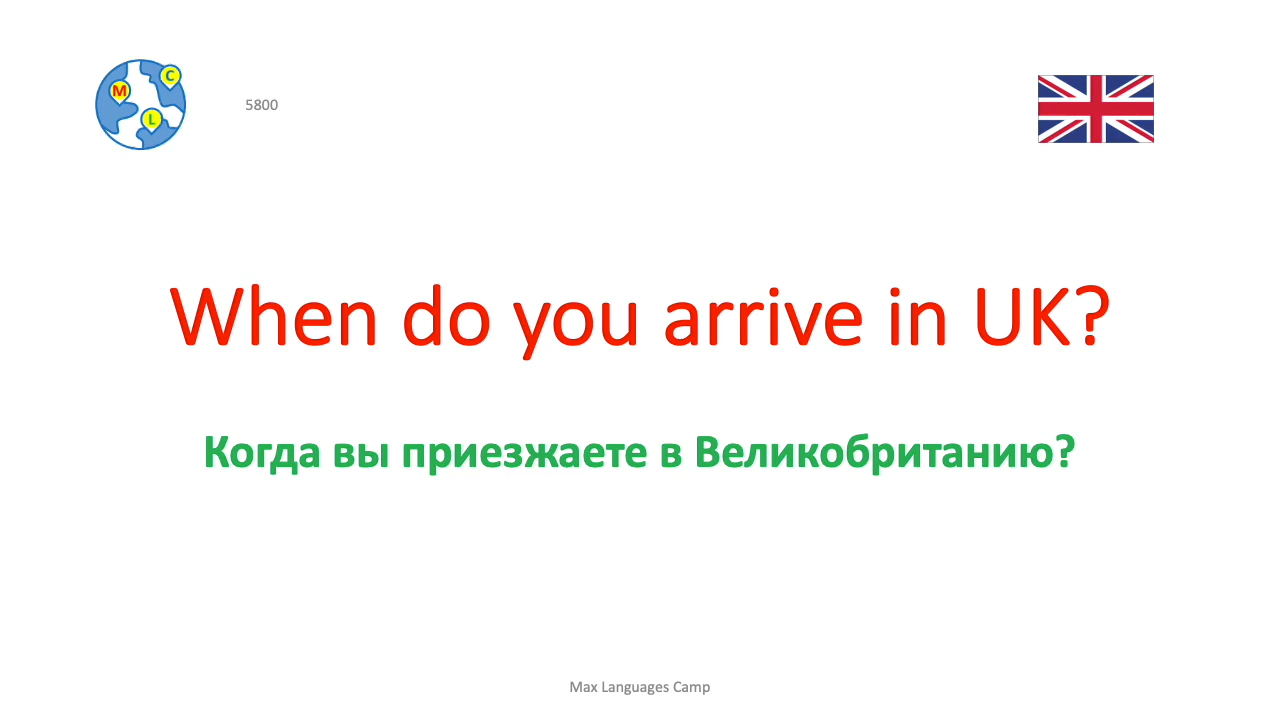 M
C
L
5800
When do you arrive in UK?
Когда вы приезжаете в Великобританию?
Max Languages Camp